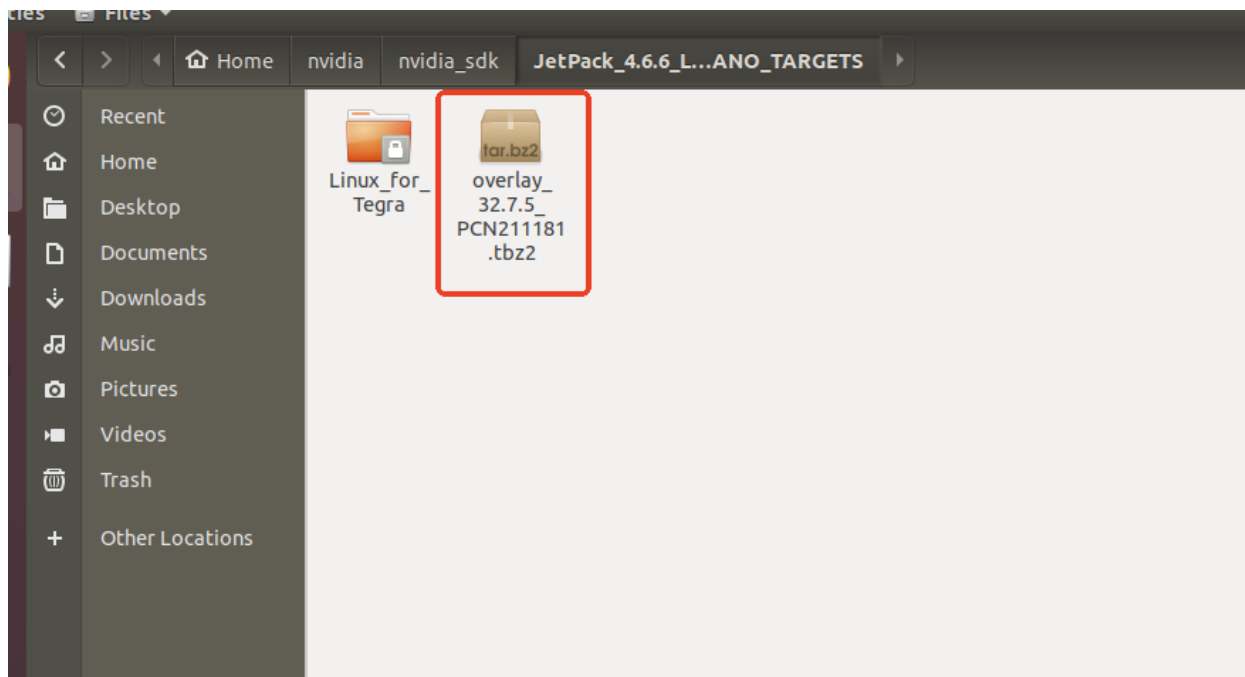 Files
Home
nvidia
nvidia_sdk
JetPack_4.6.6_L...ANO_TARGETS
Recent
Home
Desktop
Documents
Downloads
Music
Pictures
Videos
Trash
Other Locations
Linux_for_
Tegra
tar.bz2
overlay_
32.7.5_
PCN211181
.tbz2